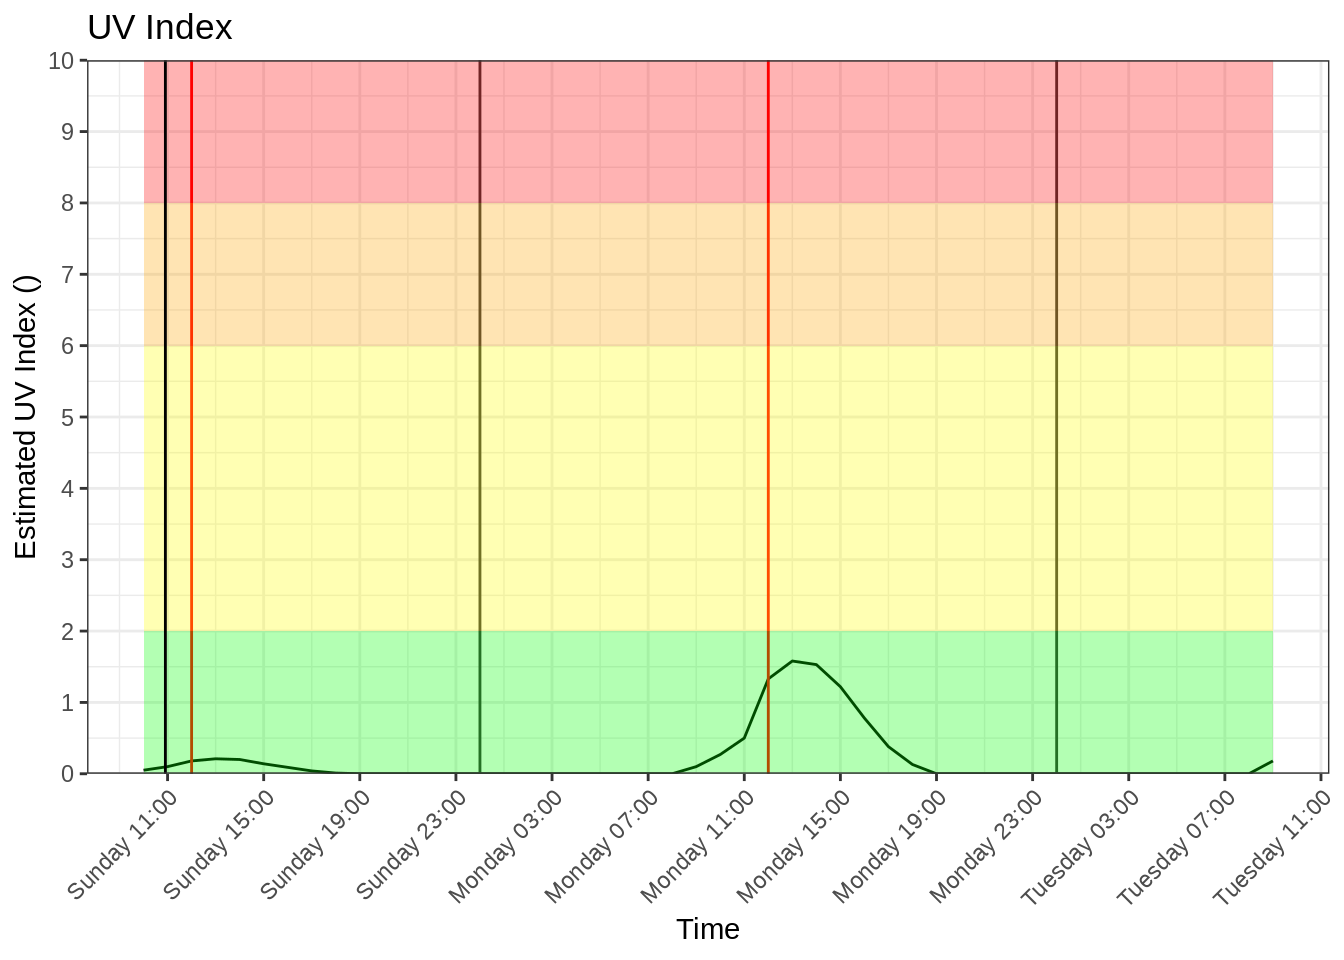 UV Index
Estimated UV Index ()
10
9
8
7
6
5
4
3
2
1
0
Sunday 11:00
Sunday 15:00
Sunday 19:00
Sunday 23:00
Monday 03:00
Monday 07:00
Monday 11:00
Monday 15:00
Monday 19:00
Monday 23:00
Tuesday 03:00
Tuesday 07:00
Tuesday 11:00
Time